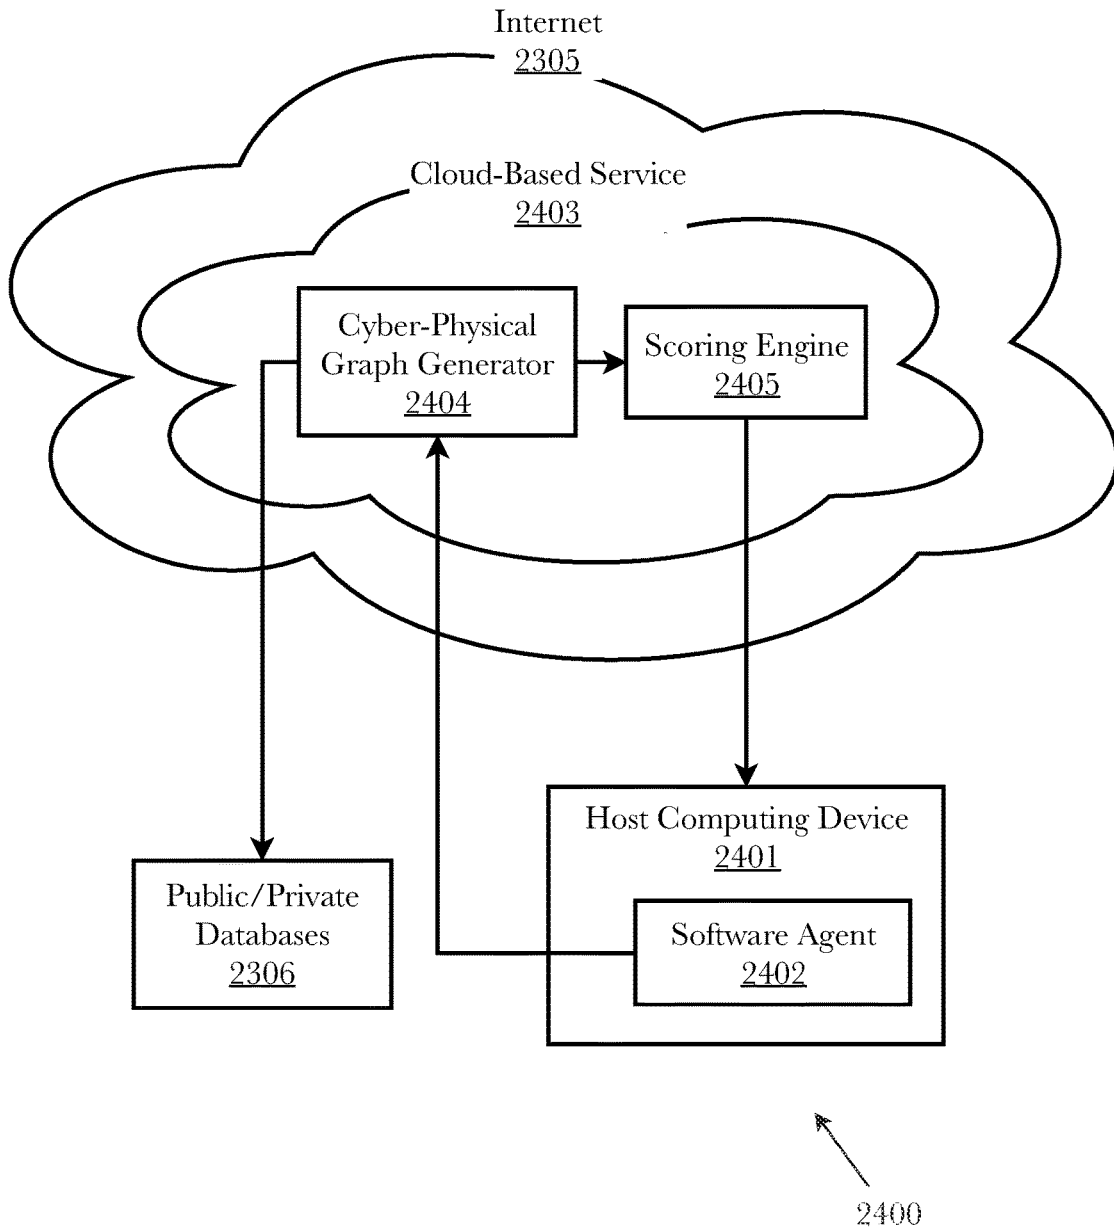 Internet
2305
Cloud-Based Service
2403
Cyber-Physical
Graph Generator
2404
Scoring Engine
2405
Host Computing Device
2401
Public/Private
Databases
2306
Software Agent
2402
2400